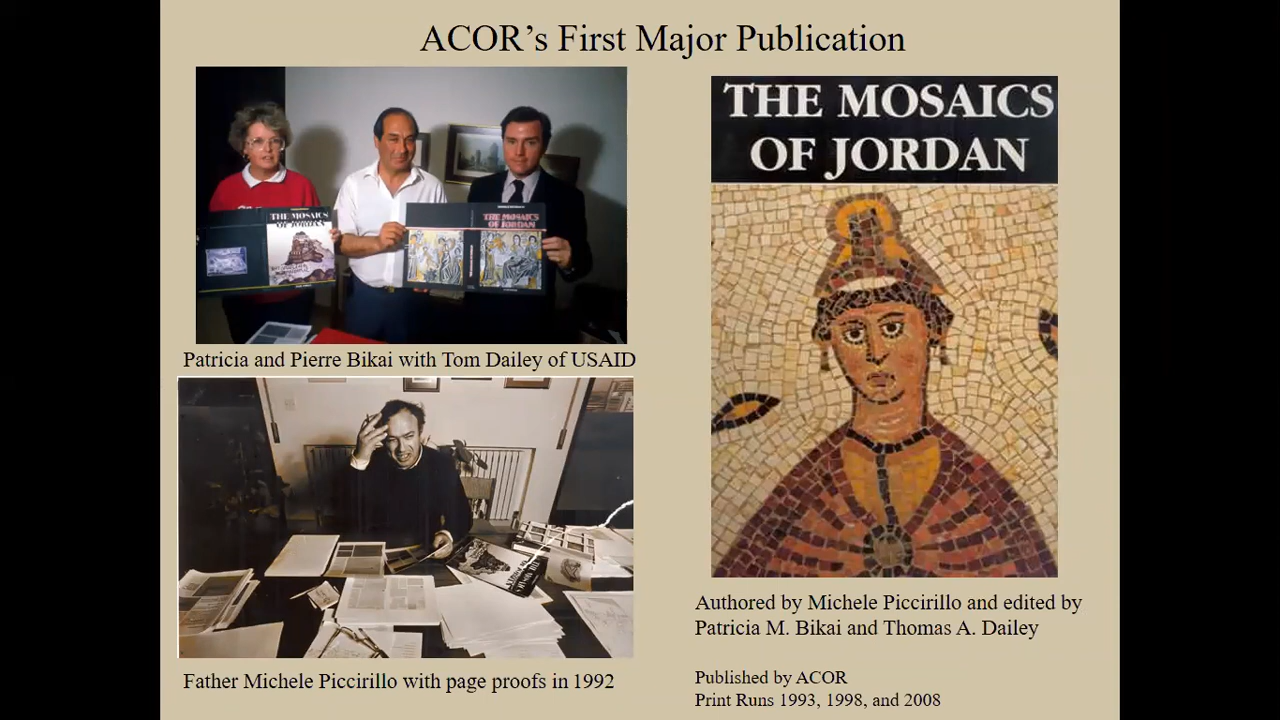 ACOR's First Major Publication
THE MOSAICS
OF JORDAN
THE MOSAICS
OF JORDAN
Patricia and Pierre Bikai with Tom Dailey of USAID
Father Michele Piccirillo with page proofs in 1992
THE MOSAICS
OF JORDAN
Authored by Michele Piccirillo and edited by
Patricia M. Bikai and Thomas A. Dailey
Published by ACOR
Print Runs 1993, 1998, and 2008